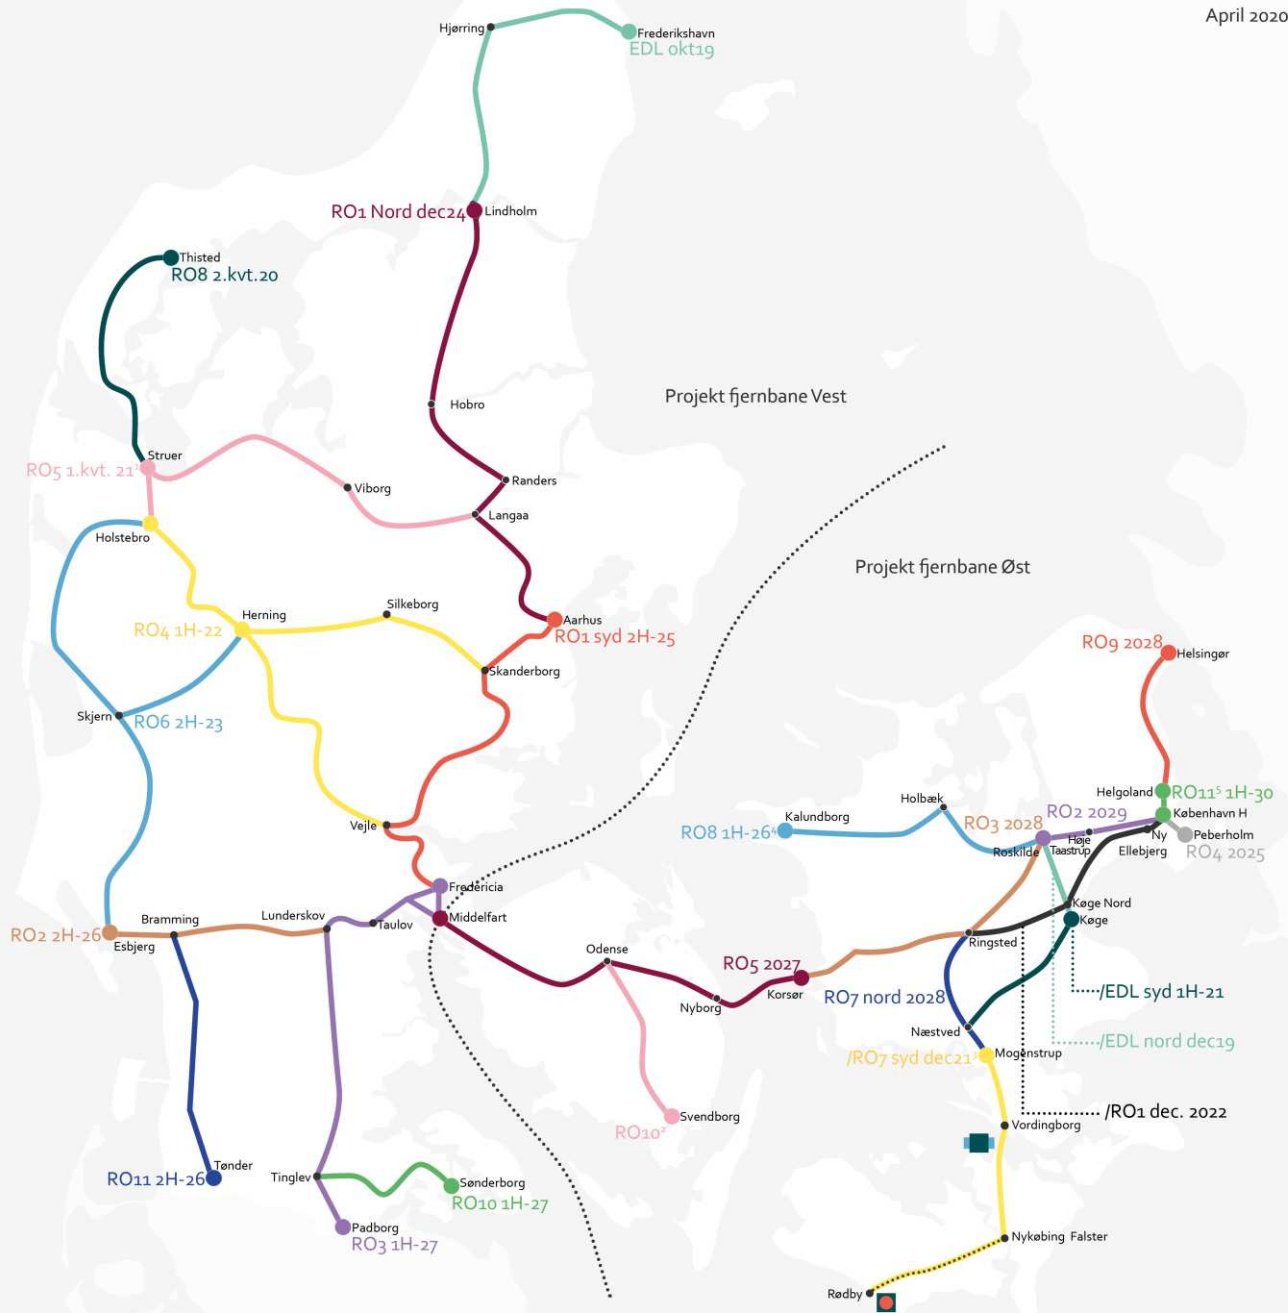 April 2020
Hjørring
Frederikshavn
EDL okt19
RO1 Nord dec24
Lindholm
Thisted
RO8 2.kvt.20
Projekt fjernbane Vest
Hobro
Struer
RO5 1.kvt. 21¹
Viborg
Randers
Langaa
Holstebro
Projekt fjernbane Øst
Silkeborg
Herning
Aarhus
RO4 1H-22
RO1 syd 2H-25
RO9 2028
Helsingør
Skanderborg
Skjern
RO6 2H-23
Helgoland
RO11⁵ 1H-30
Holbæk
Kalundborg
RO2 2029
København H
Vejle
RO8 1H-26⁴
RO3 2028
Høje
Taastrup
Ny
Ellebjerg
Peberholm
RO4 2025
Roskilde
Fredericia
Køge Nord
Køge
Bramming
Lunderskov
Taulov
Middelfart
RO2 2H-26
Esbjerg
Odense
Ringsted
RO5 2027
Korsør
Nyborg
RO7 nord 2028
/EDL syd 1H-21
Næstved
/EDL nord dec19
/RO7 syd dec21³
Mogenstrup
Svendborg
RO10²
/RO1 dec. 2022
Vordingborg
Tønder
RO11 2H-26
Tinglev
Sønderborg
RO10 1H-27
Padborg
RO3 1H-27
Nykøbing Falster
Rødby